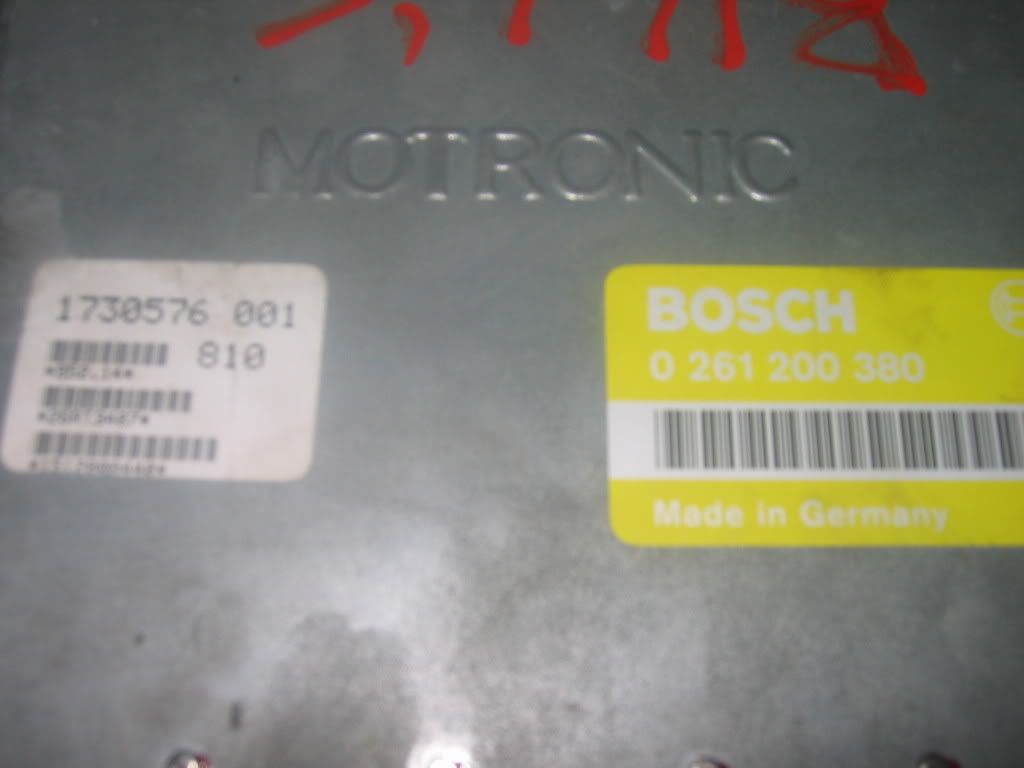 MOTRONIC
1730576 001
810
BOSCH
0 261 200 380
Made in Germany